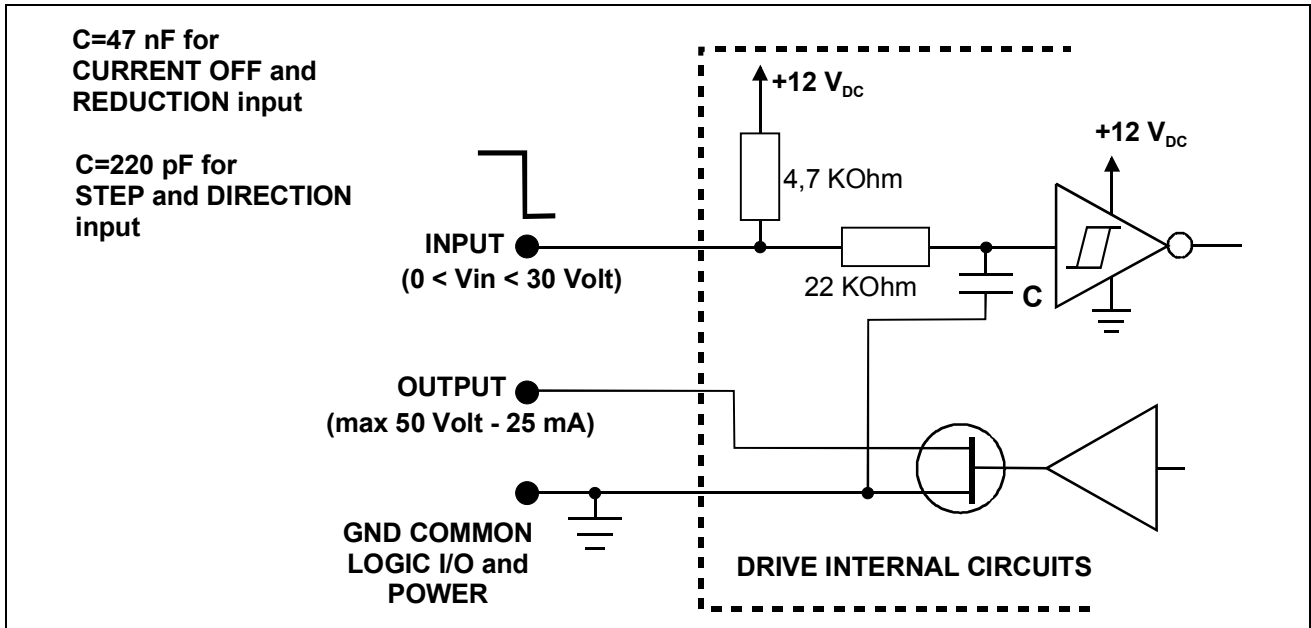 C=47 nF for
CURRENT OFF and
REDUCTION input
C=220 pF for
STEP and DIRECTION
input
+12 VDC
+12 VDC
4,7 KOhm
INPUT
(0 < Vin < 30 Volt)
22 KOhm
C
OUTPUT
(max 50 Volt - 25 mA)
GND COMMON
LOGIC I/O and
POWER
DRIVE INTERNAL CIRCUITS